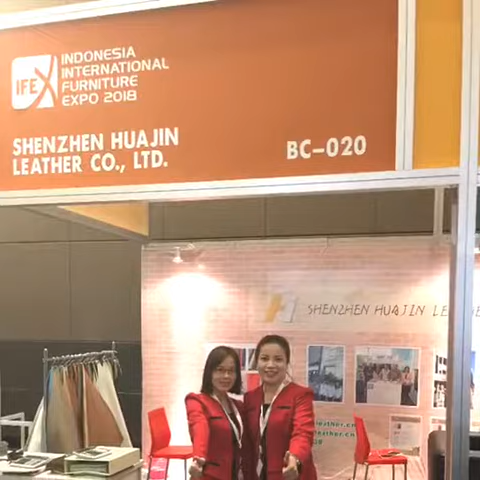 IFEX
INDONESIA
INTERNATIONAL
FURNITURE
EXPO 2018
SHENZHEN HUAJIN
LEATHER CO., LTD.
BC-020
SHENZHEN HUAJIN LE